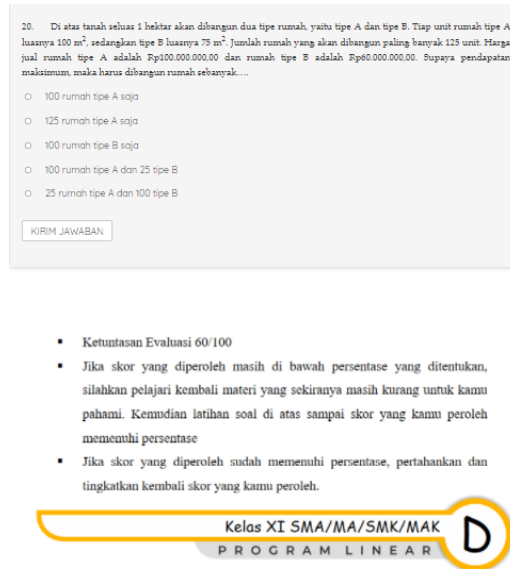 20. Di atas tanah seluas 1 hektar akan dibangun dua tipe rumah, yaitu tipe A dan tipe B. Tiap unit rumah tipe A
luasnya 100 m², sedangkan tipe B luasnya 75 m². Jumlah rumah yang akan dibangun paling banyak 125 unit. Harga
jual rumah tipe A adalah Rp100.000.000,00 dan rumah tipe B adalah Rp60.000.000,00. Supaya pendapatan
maksimum, maka harus dibangun rumah sebanyak….
100 rumah tipe A saja
125 rumah tipe A saja
100 rumah tipe B saja
100 rumah tipe A dan 25 tipe B
25 rumah tipe A dan 100 tipe B
KIRIM JAWABAN
▪ Ketuntasan Evaluasi 60/100
▪ Jika skor yang diperoleh masih di bawah persentase yang ditentukan,
silahkan pelajari kembali materi yang sekiranya masih kurang untuk kamu
pahami. Kemudian latihan soal di atas sampai skor yang kamu peroleh
memenuhi persentase
▪ Jika skor yang diperoleh sudah memenuhi persentase, pertahankan dan
tingkatkan kembali skor yang kamu peroleh.
Kelas XI SMA/MA/SMK/MAK
PROGRAM LINEAR
D